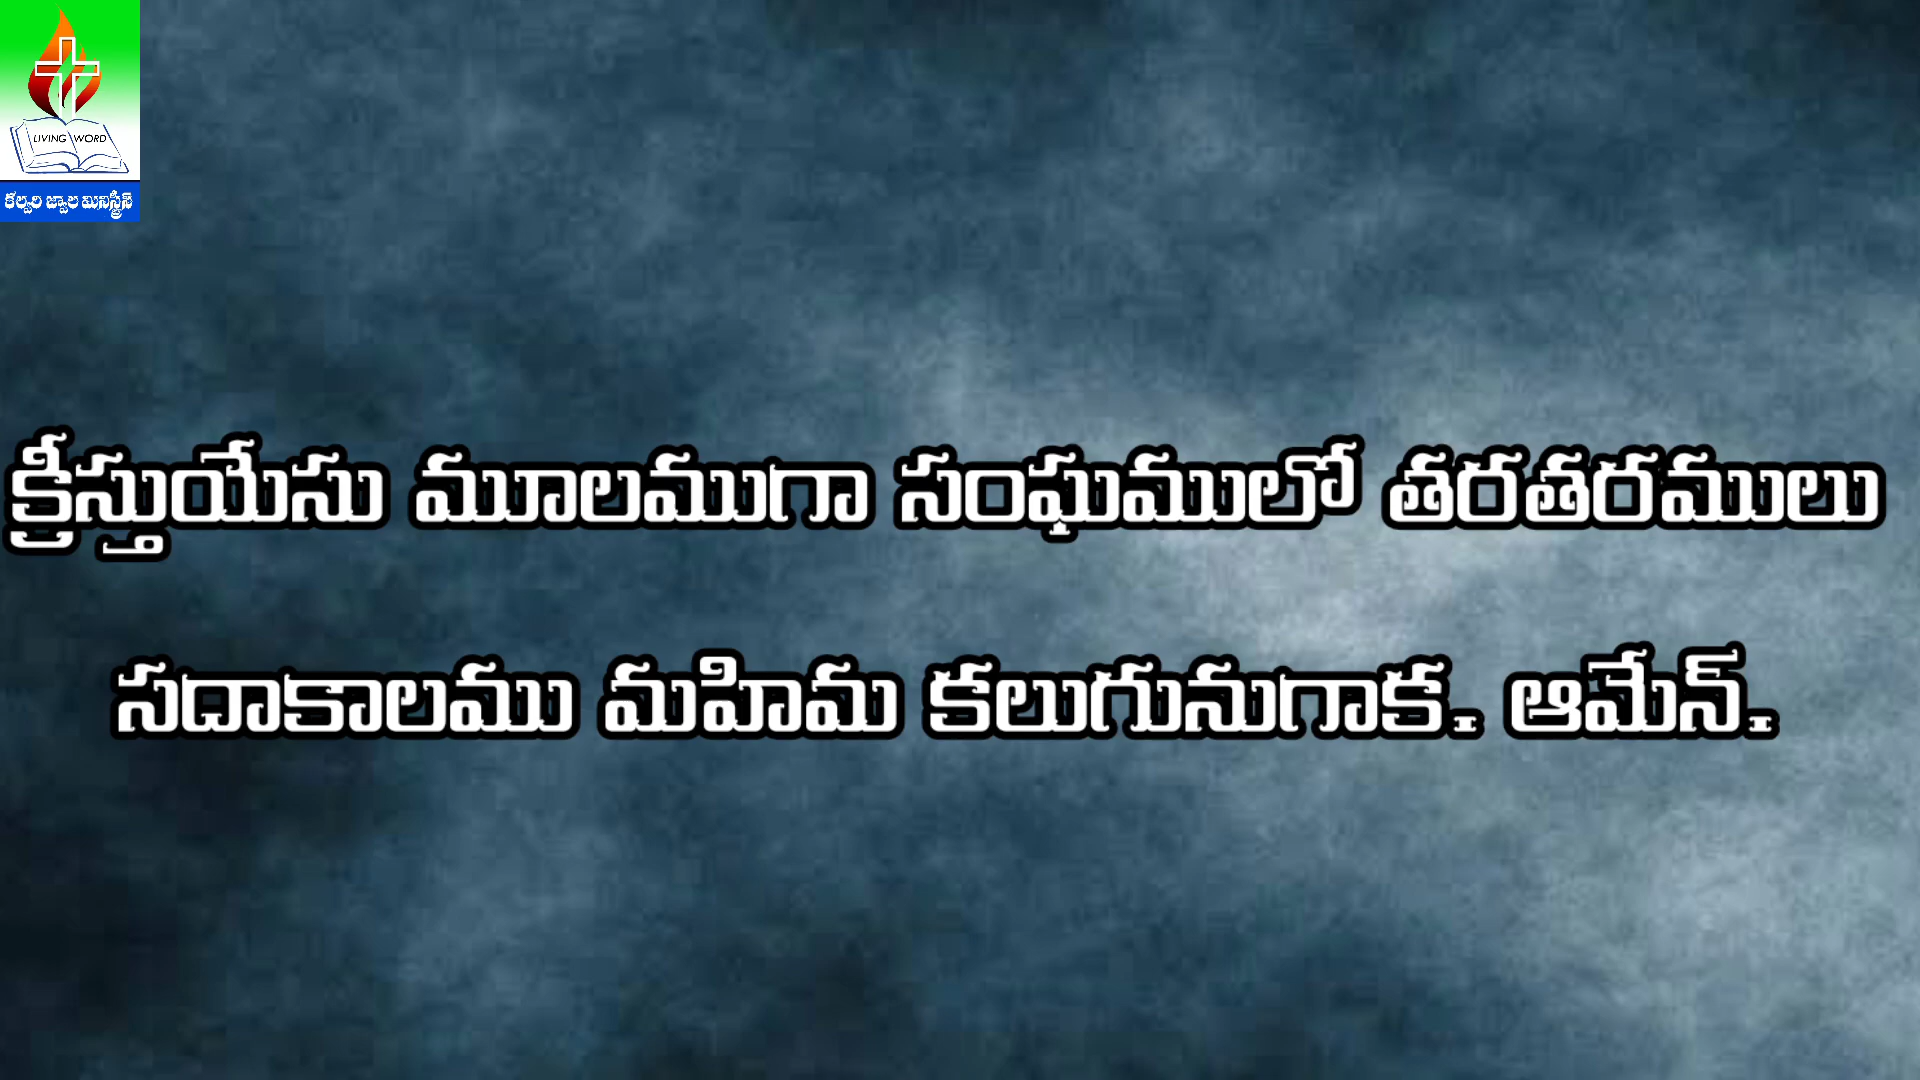 LIVING WORD
కల్వరి జ్వాల మినిస్ట్రీస్
క్రీస్తుయేసు మూలముగా సంఘములో తరతరములు
సదాకాలము మహిమ కలుగునుగాక. ఆమేన్.